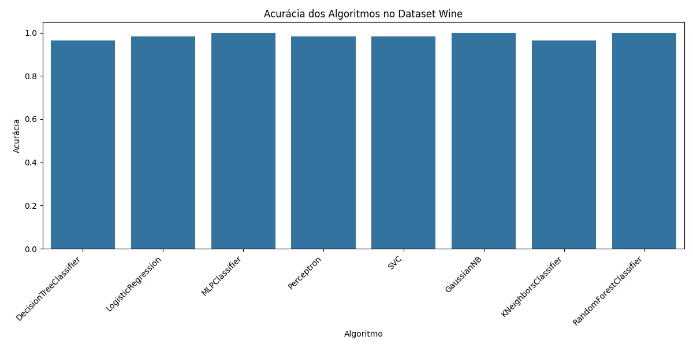 Acurácia dos Algoritmos no Dataset Wine
1.0
0.8
0.6
0.4
0.2
0.0
Acurácia
DecisionTreeClassifier
LogisticRegression
MLPClassifier
Perceptron
SVC
GaussianNB
KNeighborsClassifier
RandomForestClassifier
Algoritmo